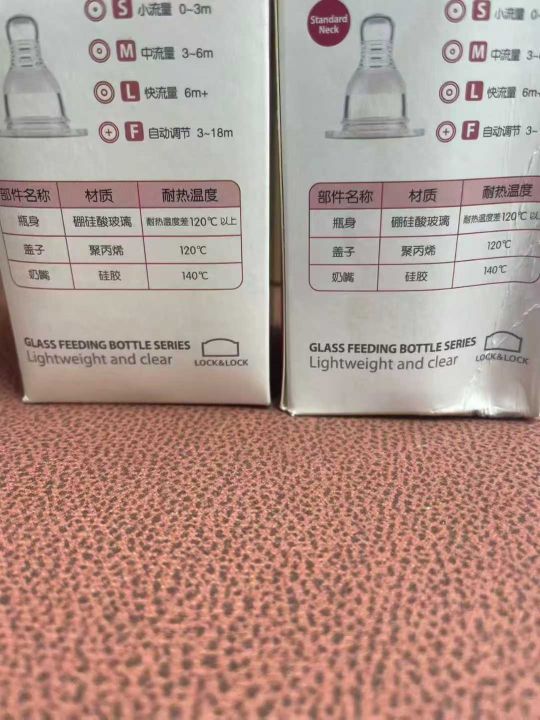 S 小流量 0~3m
M 中流量 3~6m
L 快流量 6m+
F 自动调节 3~18m
部件名称 材质 耐热温度
瓶身 硼硅酸玻璃 耐热温度差120℃ 以上
盖子 聚丙烯 120℃
奶嘴 硅胶 140℃
GLASS FEEDING BOTTLE SERIES
Lightweight and clear
LOCK&LOCK
Standard
Neck
S 小流量 0~
M 中流量 3~
L 快流量 6m+
F 自动调节 3~
部件名称 材质 耐热温度
瓶身 硼硅酸玻璃 耐热温度差120℃ 以
盖子 聚丙烯 120℃
奶嘴 硅胶 140℃
GLASS FEEDING BOTTLE SERIES
Lightweight and clear
LOCK&LOCK